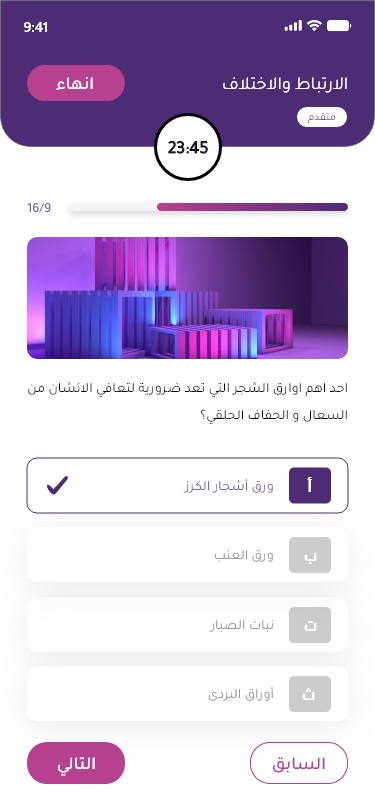 9:41
الارتباط والاختلاف
انهاء
متقدم
23:45
16/9
احد اهم اوارق الشجر التي تعد ضرورية لتعافي الانشان من
السعال و الجفاف الحلقي؟
أ
ورق أشجار الكرز
ب
ورق العنب
ت
نبات الصبار
ث
أوراق البردى
السابق
التالي